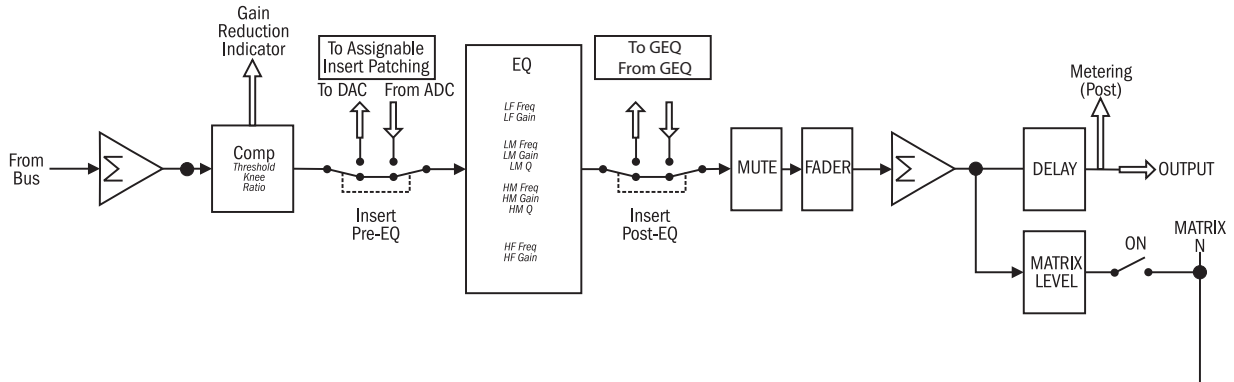 Gain
Reduction
Indicator
To Assignable
Insert Patching
To DAC
From ADC
EQ
LF Freq
LF Gain
LM Freq
LM Gain
LM Q
HM Freq
HM Gain
HM Q
HF Freq
HF Gain
To GEQ
From GEQ
Metering
(Post)
From
Bus
Σ
Comp
Threshold
Knee
Ratio
Insert
Pre-EQ
Insert
Post-EQ
MUTE
FADER
Σ
DELAY
OUTPUT
MATRIX
LEVEL
ON
MATRIX
N